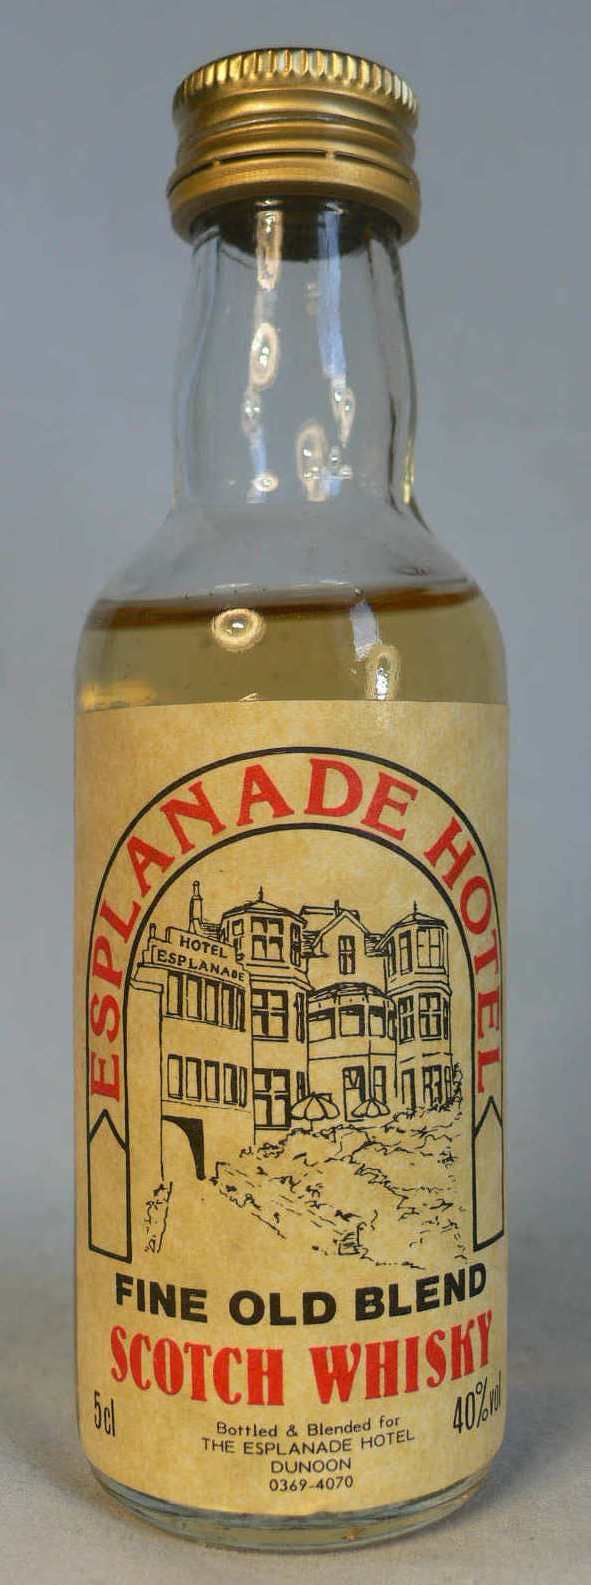 ESPLANADE HOTEL
HOTEL
ESPLANADE
FINE OLD BLEND
SCOTCH WHISKY
5cl
40%vol
Bottled & Blended for
THE ESPLANADE HOTEL
DUNOON
0369-4070